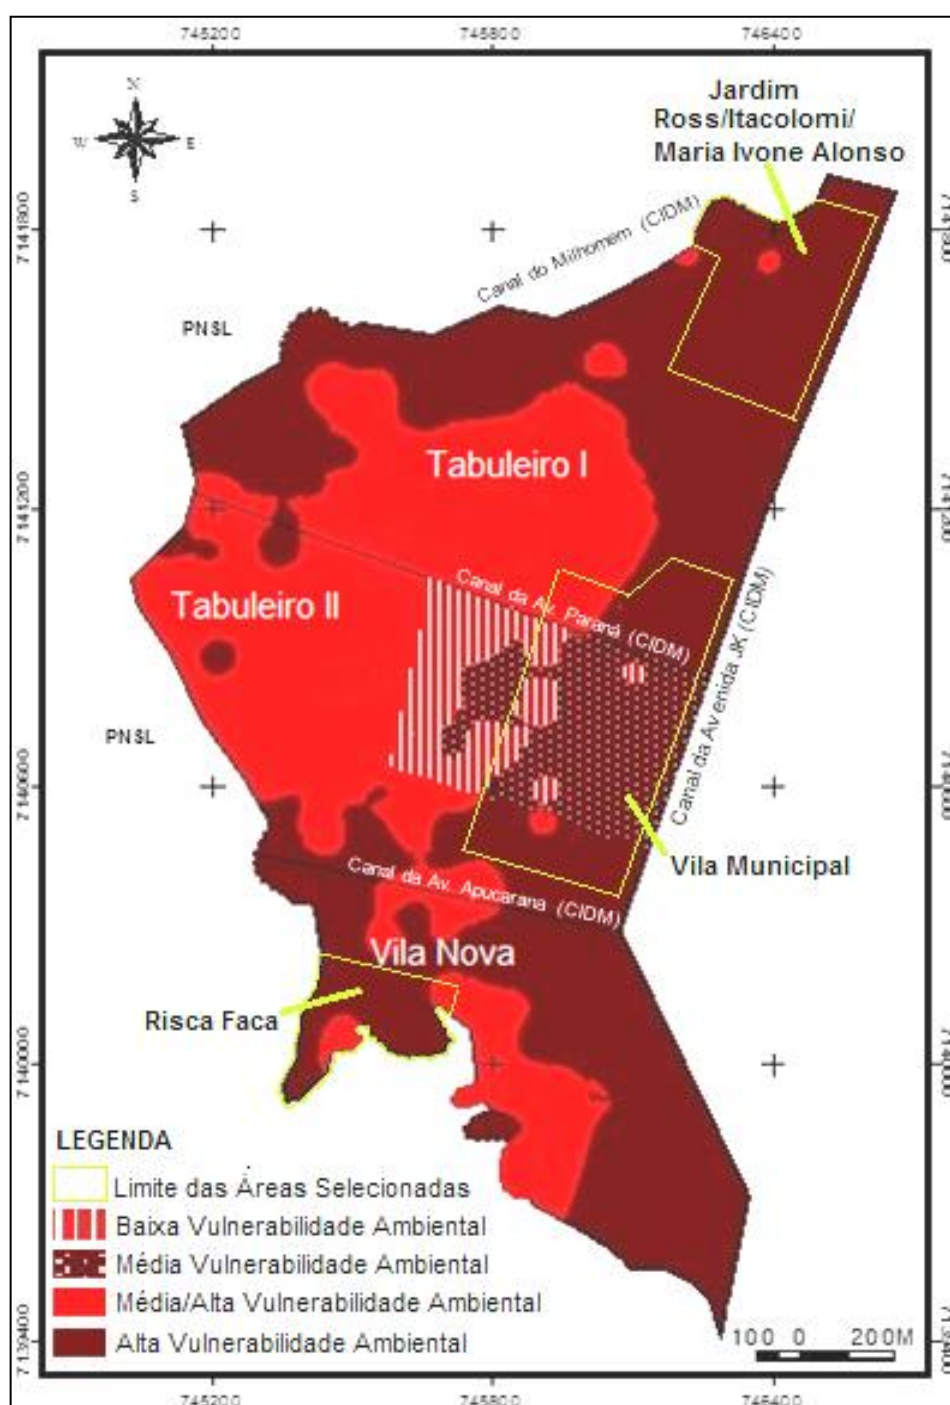 745200 745800 746400
N
W E
S
Jardim
Ross/Itacolomi/
Maria Ivone Alonso
7141800
Canal do Milhomem (CIDM)
PNSL
Tabuleiro I
7141200
Canal da Av. Paraná (CIDM)
Tabuleiro II
Canal da Avenida JK (CIDM)
PNSL
7140600
Vila Municipal
Canal da Av. Apucarana (CIDM)
Vila Nova
Risca Faca
7140000
LEGENDA
Limite das Áreas Selecionadas
Baixa Vulnerabilidade Ambiental
Média Vulnerabilidade Ambiental
Média/Alta Vulnerabilidade Ambiental
Alta Vulnerabilidade Ambiental
7139400
100 0 200M
745200 745800 746400